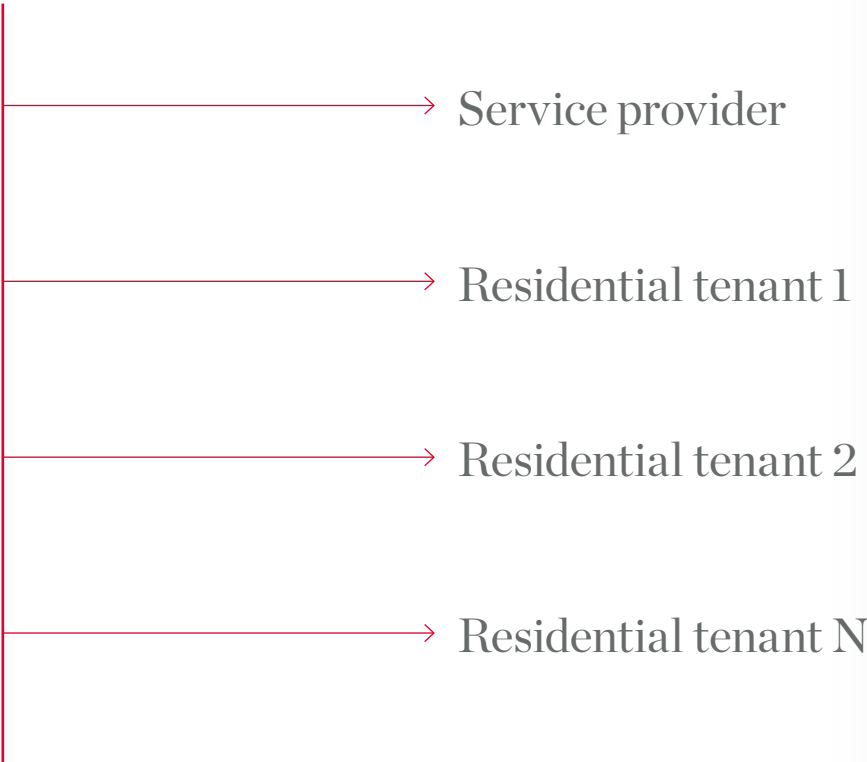 Service provider
Residential tenant 1
Residential tenant 2
Residential tenant N